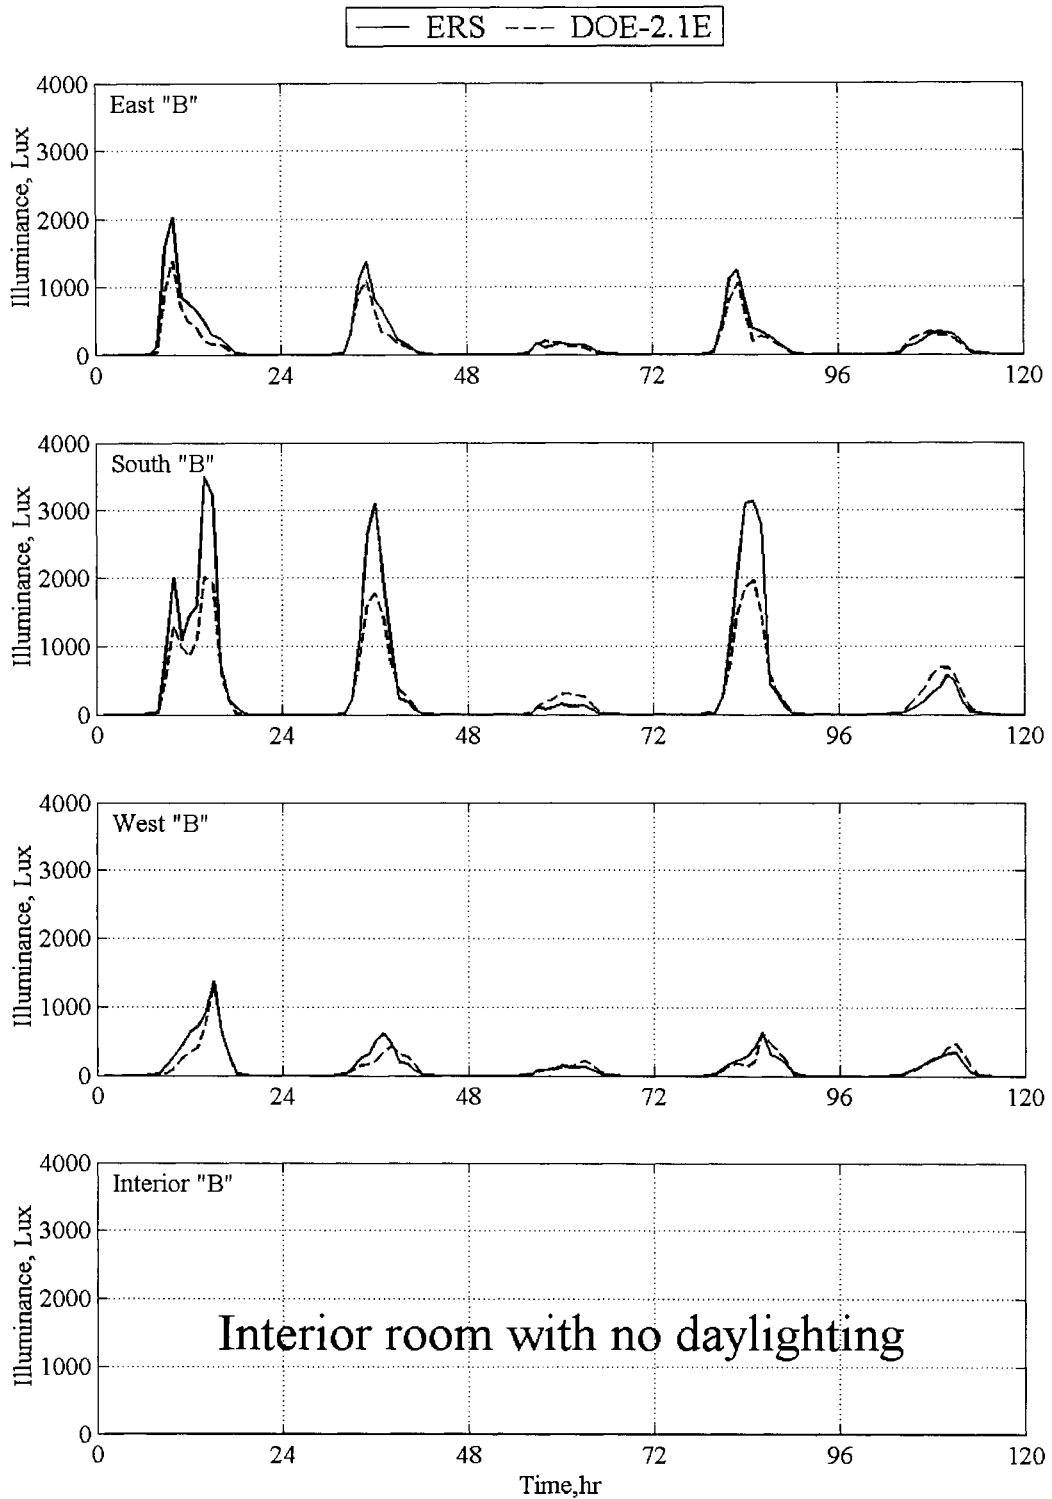 ERS DOE-2.1E
East "B"
Illuminance, Lux
4000
3000
2000
1000
0
0 24 48 72 96 120
South "B"
Illuminance, Lux
4000
3000
2000
1000
0
0 24 48 72 96 120
West "B"
Illuminance, Lux
4000
3000
2000
1000
0
0 24 48 72 96 120
Interior "B"
Illuminance, Lux
4000
3000
2000
1000
0
Interior room with no daylighting
0 24 48 72 96 120
Time,hr